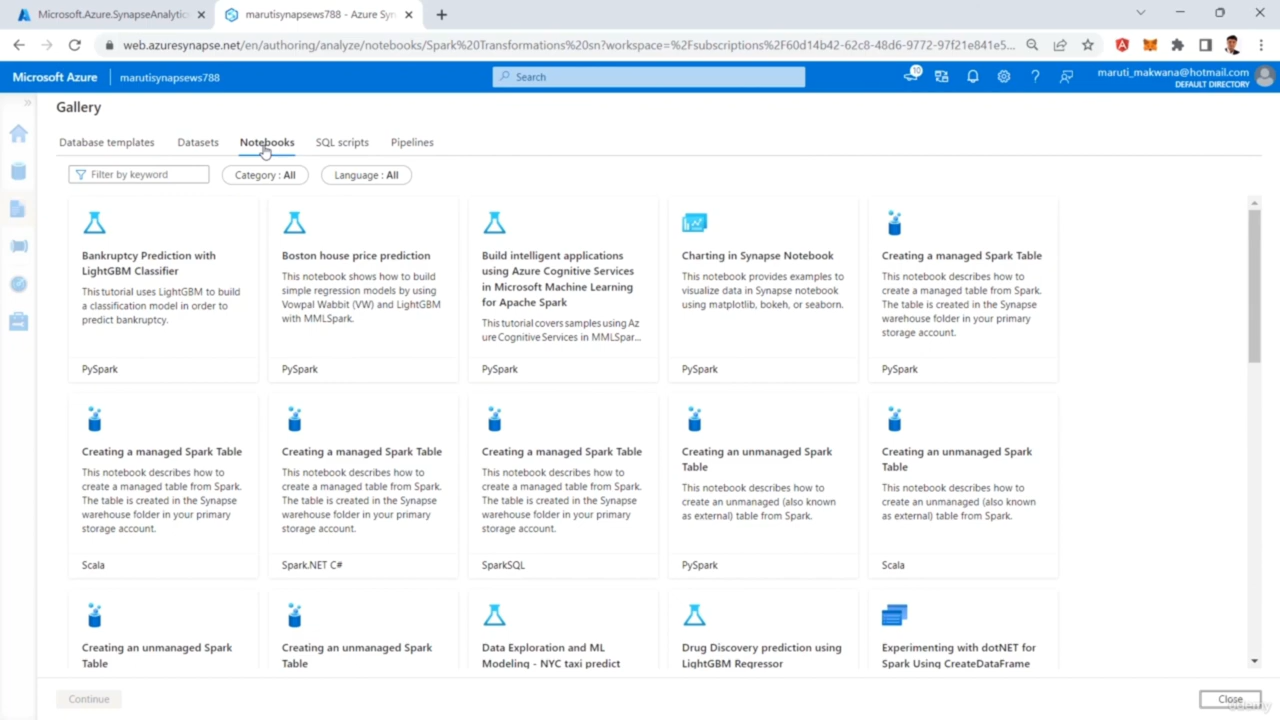 Microsoft.Azure.SynapseAnalytic
marutisynapsews788 - Azure Syn
web.azuresynapse.net/en/authoring/analyze/notebooks/Spark%20Transformations%20sn?workspace=%2Fsubscriptions%2F60d14b42-62c8-48d6-9772-97f21e841e5...
Microsoft Azure
marutisynapsews788
Search
10
maruti_makwana@hotmail.com
DEFAULT DIRECTORY
Gallery
Database templates
Datasets
Notebooks
SQL scripts
Pipelines
Filter by keyword
Category : All
Language : All
Bankruptcy Prediction with
LightGBM Classifier
This tutorial uses LightGBM to build
a classification model in order to
predict bankruptcy.
PySpark
Boston house price prediction
This notebook shows how to build
simple regression models by using
Vowpal Wabbit (VW) and LightGBM
with MMLSpark.
PySpark
Build intelligent applications
using Azure Cognitive Services
in Microsoft Machine Learning
for Apache Spark
This tutorial covers samples using Az
ure Cognitive Services in MMLSpar...
PySpark
Charting in Synapse Notebook
This notebook provides examples to
visualize data in Synapse notebook
using matplotlib, bokeh, or seaborn.
PySpark
Creating a managed Spark Table
This notebook describes how to
create a managed table from Spark.
The table is created in the Synapse
warehouse folder in your primary
storage account.
PySpark
Creating a managed Spark Table
This notebook describes how to
create a managed table from Spark.
The table is created in the Synapse
warehouse folder in your primary
storage account.
Scala
Creating a managed Spark Table
This notebook describes how to
create a managed table from Spark.
The table is created in the Synapse
warehouse folder in your primary
storage account.
Spark.NET C#
Creating a managed Spark Table
This notebook describes how to
create a managed table from Spark.
The table is created in the Synapse
warehouse folder in your primary
storage account.
SparkSQL
Creating an unmanaged Spark
Table
This notebook describes how to
create an unmanaged (also known
as external) table from Spark.
PySpark
Creating an unmanaged Spark
Table
This notebook describes how to
create an unmanaged (also known
as external) table from Spark.
Scala
Creating an unmanaged Spark
Table
Creating an unmanaged Spark
Table
Data Exploration and ML
Modeling - NYC taxi predict
Drug Discovery prediction using
LightGBM Regressor
Experimenting with dotNET for
Spark Using CreateDataFrame
Continue
Close
udemy